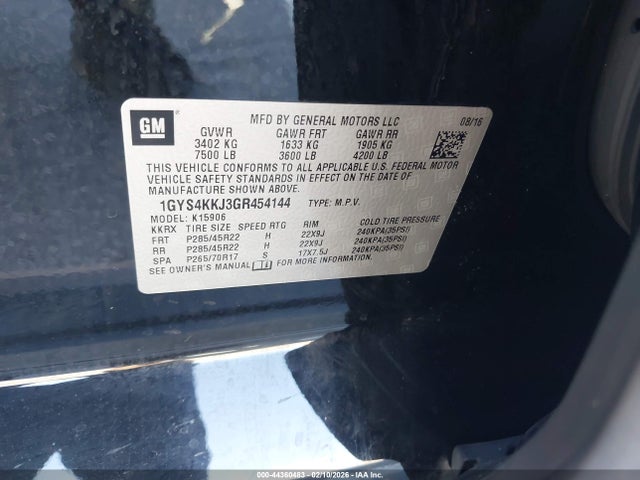 GM
MFD BY GENERAL MOTORS LLC 08/16
GVWR GAWR FRT GAWR RR
3402 KG 1633 KG 1905 KG
7500 LB 3600 LB 4200 LB
THIS VEHICLE CONFORMS TO ALL APPLICABLE U.S. FEDERAL MOTOR
VEHICLE SAFETY STANDARDS IN EFFECT ON THE DATE OF
MANUFACTURE SHOWN ABOVE.
1GYS4KKJ3GR454144 TYPE: M.P.V.
MODEL: K15906
KKRX TIRE SIZE SPEED RTG RIM COLD TIRE PRESSURE
FRT P285/45R22 H 22X9J 240KPA(35PSI)
RR P285/45R22 H 22X9J 240KPA(35PSI)
SPA P265/70R17 S 17X7.5J 240KPA(35PSI)
SEE OWNER'S MANUAL FOR ADDITIONAL INFORMATION.
000-44360483 - 02/10/2026 - Copart.IAAI